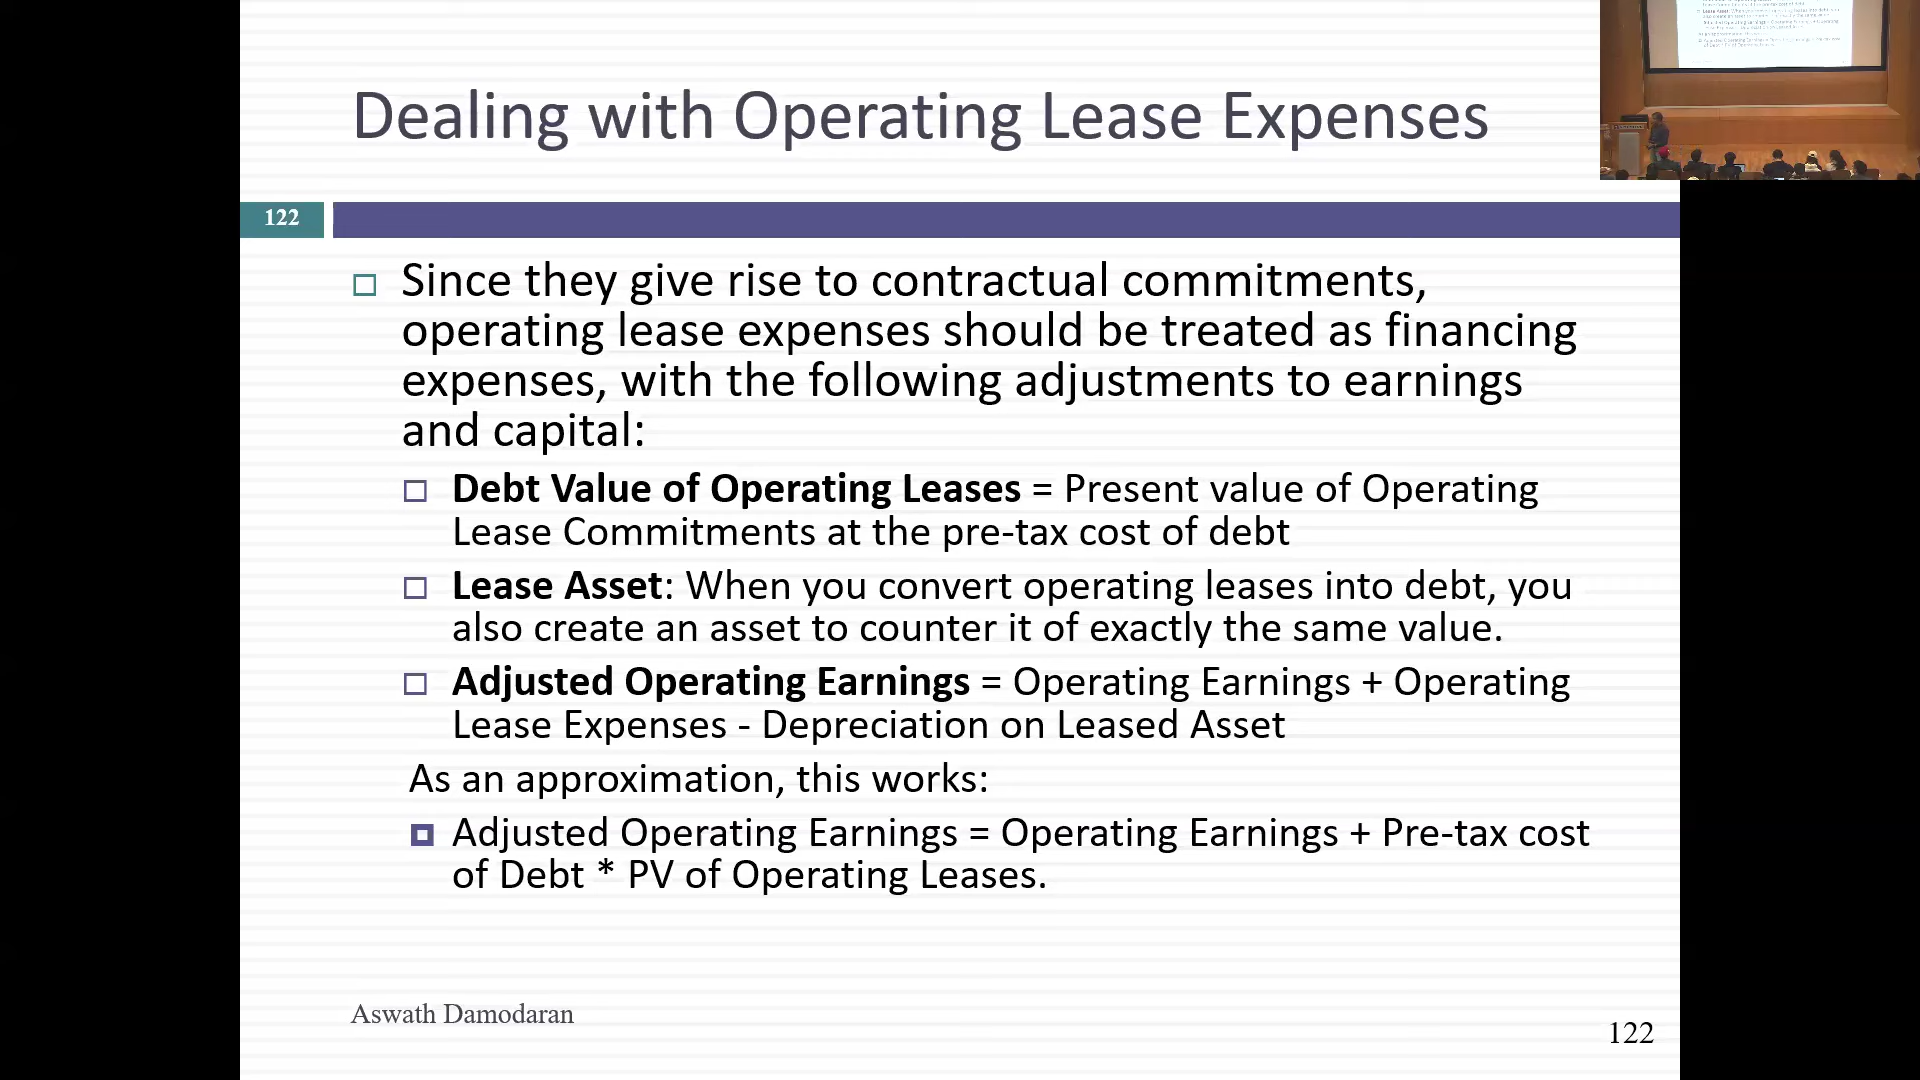 Dealing with Operating Lease Expenses
122
Since they give rise to contractual commitments,
operating lease expenses should be treated as financing
expenses, with the following adjustments to earnings
and capital:
Debt Value of Operating Leases = Present value of Operating
Lease Commitments at the pre-tax cost of debt
Lease Asset: When you convert operating leases into debt, you
also create an asset to counter it of exactly the same value.
Adjusted Operating Earnings = Operating Earnings + Operating
Lease Expenses - Depreciation on Leased Asset
As an approximation, this works:
Adjusted Operating Earnings = Operating Earnings + Pre-tax cost
of Debt * PV of Operating Leases.
Aswath Damodaran
122